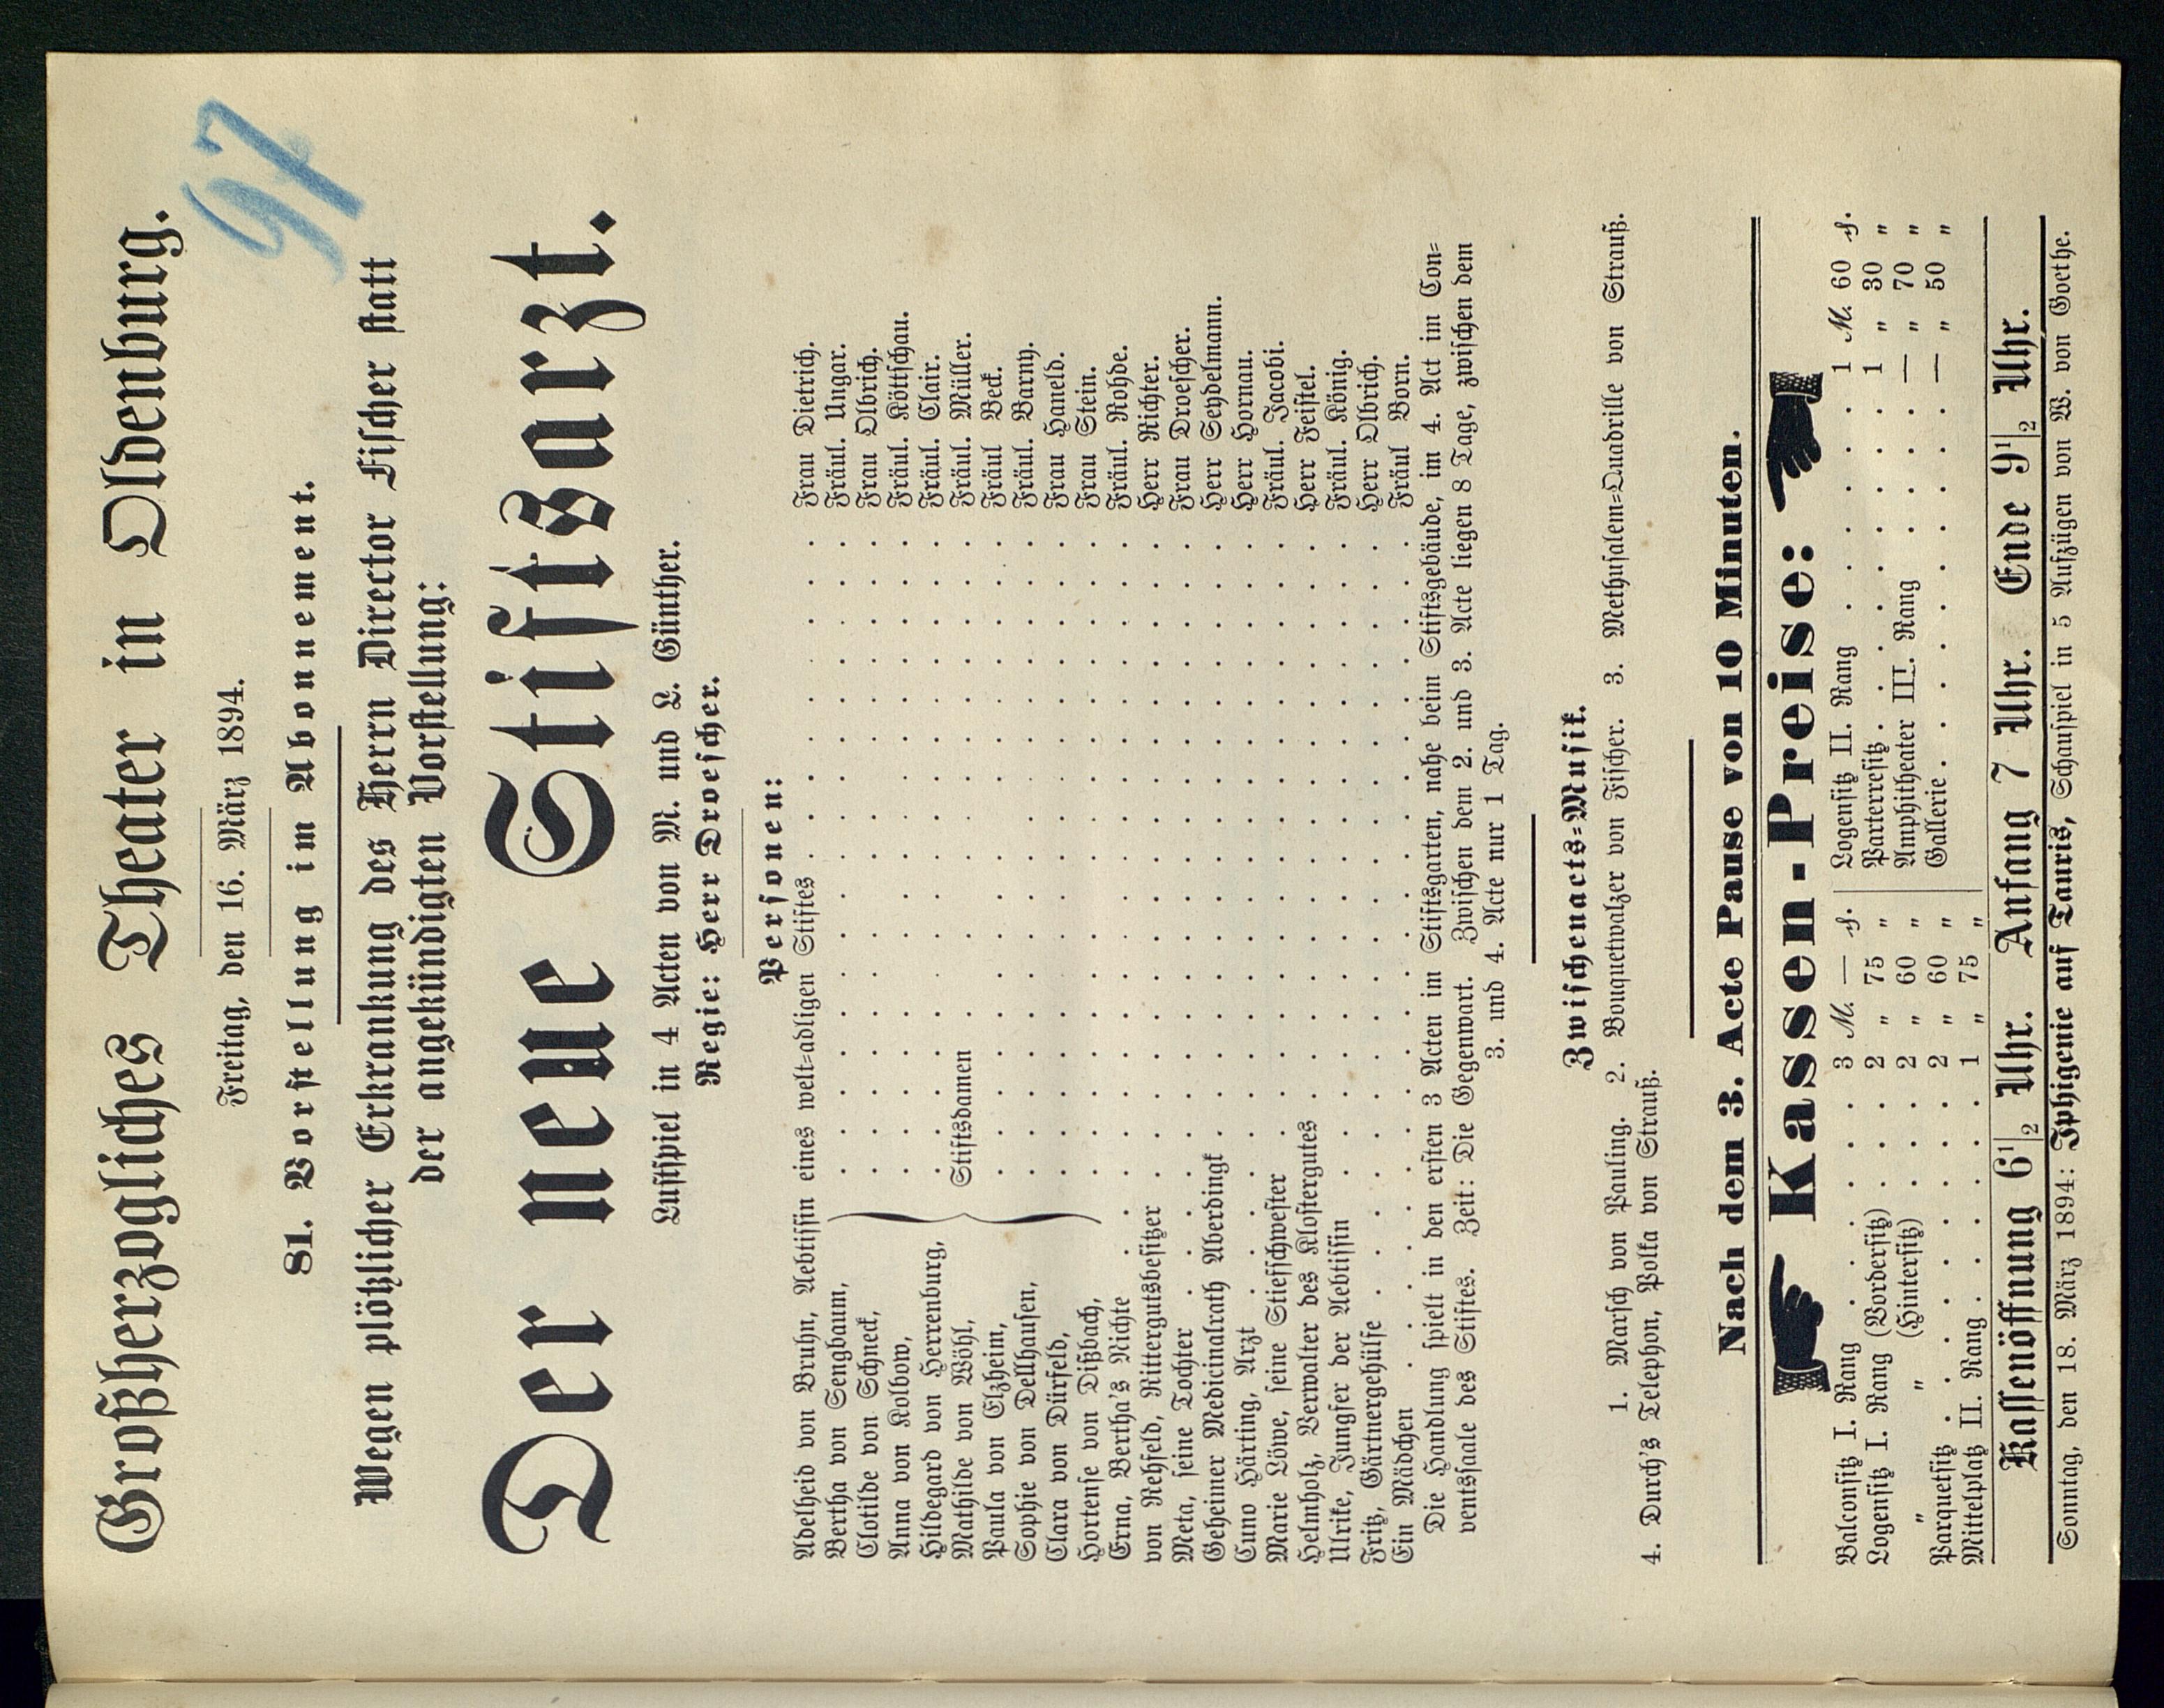 Großherzogliches Theater in Oldenburg.
97
Freitag, den 16. März 1894.
81. Vorstellung im Abonnement.
Wegen plötzlicher Erkrankung des Herrn Director Fischer statt
der angekündigten Vorstellung:
Der neue Stiftsarzt.
Lustspiel in 4 Acten von M. und L. Günther.
Regie: Herr Droescher.
Personen:
Adelheid von Bruhn, Aebtissin eines welt-adligen Stiftes . . . . . Frau Dietrich.
Bertha von Sengbaum, . . . . . Fräul. Ungar.
Clotilde von Schneck, . . . . . Frau Olbrich.
Anna von Kolbow, . . . . . Fräul. Köttschau.
Hildegard von Herrenburg, . . . . . Fräul. Clair.
Mathilde von Wöhl, Stiftsdamen . . . . . Fräul. Müller.
Paula von Elzheim, . . . . . Fräul Beck.
Sophie von Dellhausen, . . . . . Fräul. Barny.
Clara von Dürfeld, . . . . . Frau Haneld.
Hortense von Dißbach, . . . . . Frau Stein.
Erna, Bertha's Nichte . . . . . Fräul. Rohde.
von Rehfeld, Rittergutsbesitzer . . . . . Herr Richter.
Meta, seine Tochter . . . . . Frau Droescher.
Geheimer Medicinalrath Aberdingk . . . . . Herr Seydelmann.
Cuno Härting, Arzt . . . . . Herr Hornau.
Marie Löwe, seine Stiefschwester . . . . . Fräul. Jacobi.
Helmholz, Verwalter des Klostergutes . . . . . Herr Feistel.
Ulrike, Jungfer der Aebtissin . . . . . Fräul. König.
Fritz, Gärtnergehülfe . . . . . Herr Olbrich.
Ein Mädchen . . . . . Fräul Born.
Die Handlung spielt in den ersten 3 Acten im Stiftsgarten, nahe beim Stiftsgebäude, im 4. Act im Con-
ventssaale des Stiftes. Zeit: Die Gegenwart. Zwischen dem 2. und 3. Acte liegen 8 Tage, zwischen dem
3. und 4. Acte nur 1 Tag.
Zwischenacts-Musik.
1. Marsch von Pauling. 2. Bouquetwalzer von Fischer. 3. Methusalem-Quadrille von Strauß.
4. Durch's Telephon, Polka von Strauß.
Nach dem 3. Acte Pause von 10 Minuten.
Kassen-Preise:
Balconsitz I. Rang . . . . . 3 M. — ₰.
Logensitz I. Rang (Vordersitz) . . . . 2 " 75 "
" " (Hintersitz) . . . . 2 " 60 "
Parquetsitz . . . . . 2 " 60 "
Mittelplatz II. Rang . . . . . 1 " 75 "
Logensitz II. Rang . . . . . 1 M. 60 ₰.
Parterresitz . . . . . 1 " 30 "
Amphitheater III. Rang . . . . . — " 70 "
Gallerie . . . . . — " 50 "
Kassenöffnung 6 1/2 Uhr. Anfang 7 Uhr. Ende 9 1/2 Uhr.
Sonntag, den 18. März 1894: Iphigenie auf Tauris, Schauspiel in 5 Aufzügen von W. von Goethe.